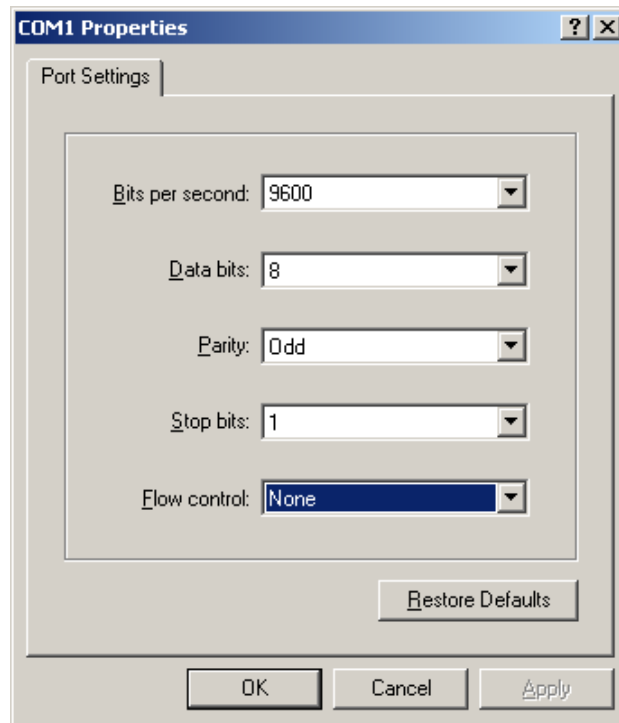 COM1 Properties
Port Settings
Bits per second: 9600
Data bits: 8
Parity: Odd
Stop bits: 1
Flow control: None
Restore Defaults
OK Cancel Apply